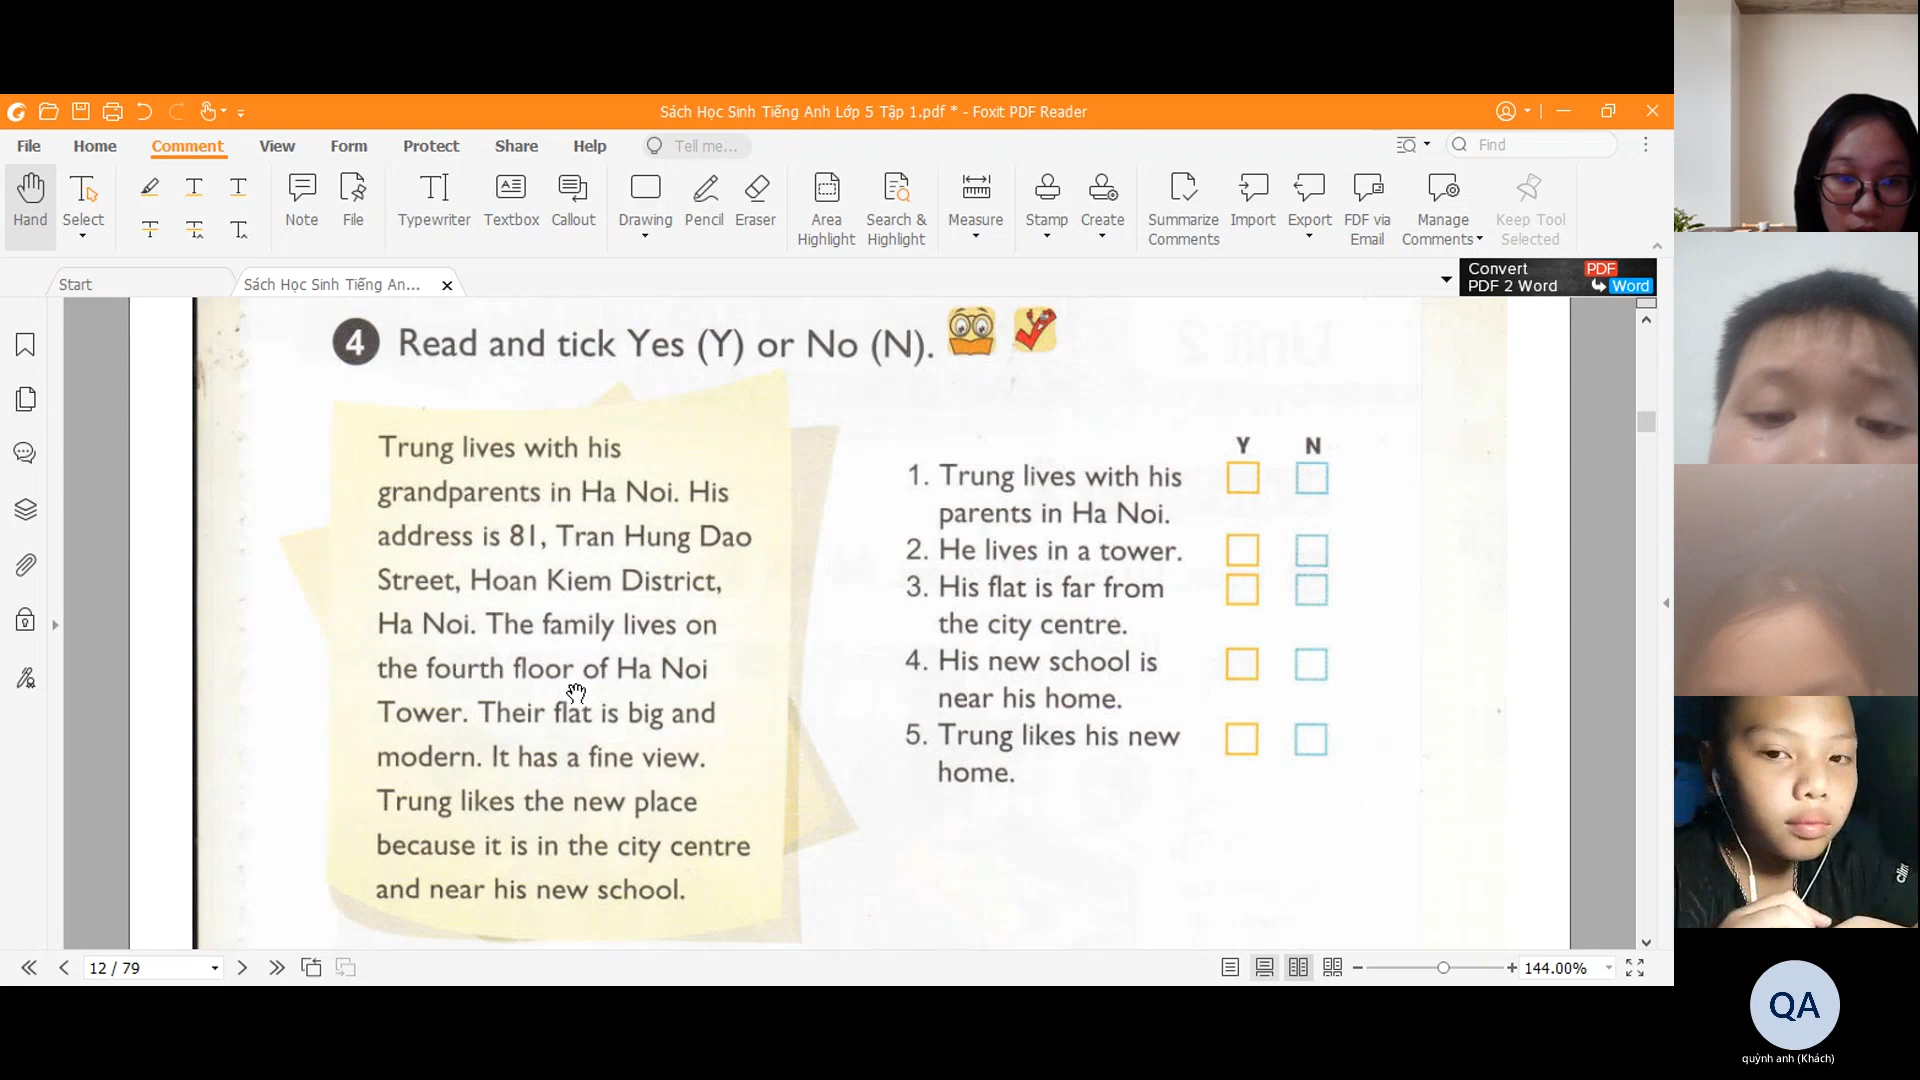 Sách Học Sinh Tiếng Anh Lớp 5 Tập 1.pdf * - Foxit PDF Reader
File Home Comment View Form Protect Share Help Tell me... Find
Hand Select Note File Typewriter Textbox Callout Drawing Pencil Eraser Area Highlight Search & Highlight Measure Stamp Create Summarize Comments Import Export FDF via Email Manage Comments Keep Tool Selected
Start Sách Học Sinh Tiếng An...
Convert PDF
PDF 2 Word Word
4 Read and tick Yes (Y) or No (N).
Trung lives with his
grandparents in Ha Noi. His
address is 81, Tran Hung Dao
Street, Hoan Kiem District,
Ha Noi. The family lives on
the fourth floor of Ha Noi
Tower. Their flat is big and
modern. It has a fine view.
Trung likes the new place
because it is in the city centre
and near his new school.
Y N
1. Trung lives with his
parents in Ha Noi.
2. He lives in a tower.
3. His flat is far from
the city centre.
4. His new school is
near his home.
5. Trung likes his new
home.
12 / 79
144.00%
QA
quỳnh anh (Khách)